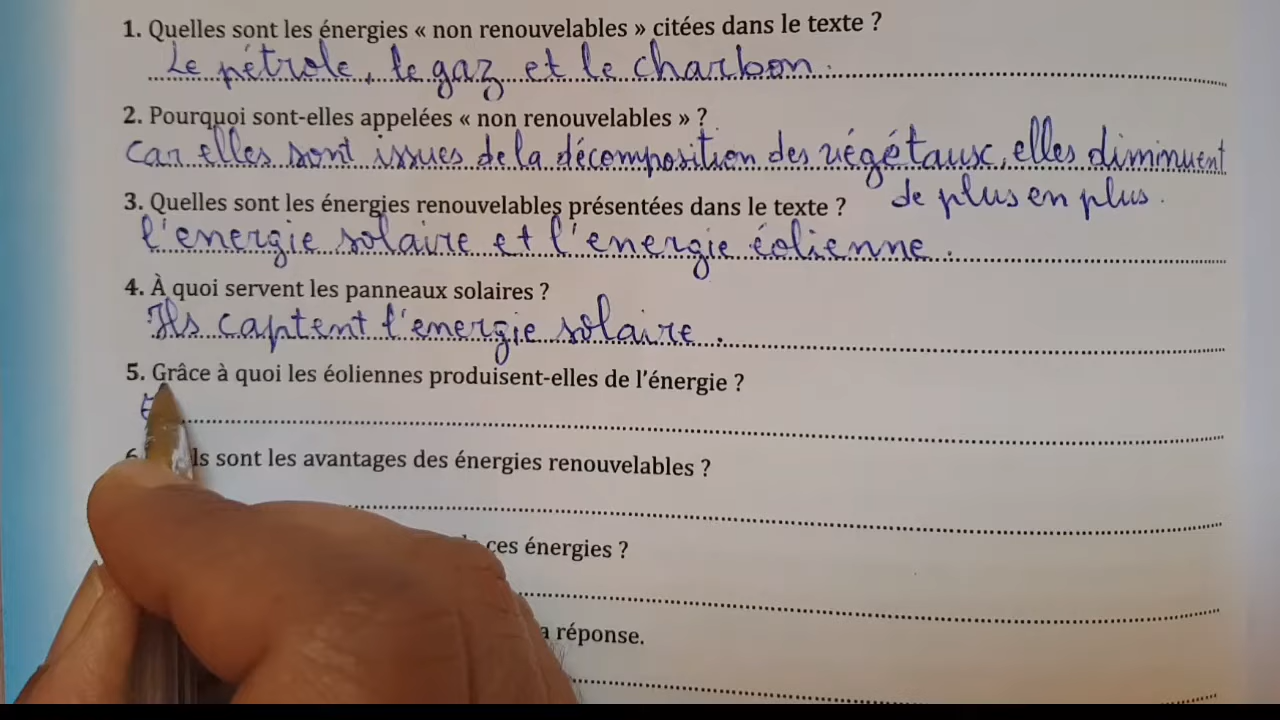 1. Quelles sont les énergies « non renouvelables » citées dans le texte ?
Le pétrole, le gaz et le charbon.
2. Pourquoi sont-elles appelées « non renouvelables » ?
Car elles sont issues de la décomposition des végétaux, elles diminuent
de plus en plus.
3. Quelles sont les énergies renouvelables présentées dans le texte ?
l'energie solaire et l'energie éolienne.
4. À quoi servent les panneaux solaires ?
Ils captent l'energie solaire.
5. Grâce à quoi les éoliennes produisent-elles de l'énergie ?
sont les avantages des énergies renouvelables ?
ces énergies ?
réponse.